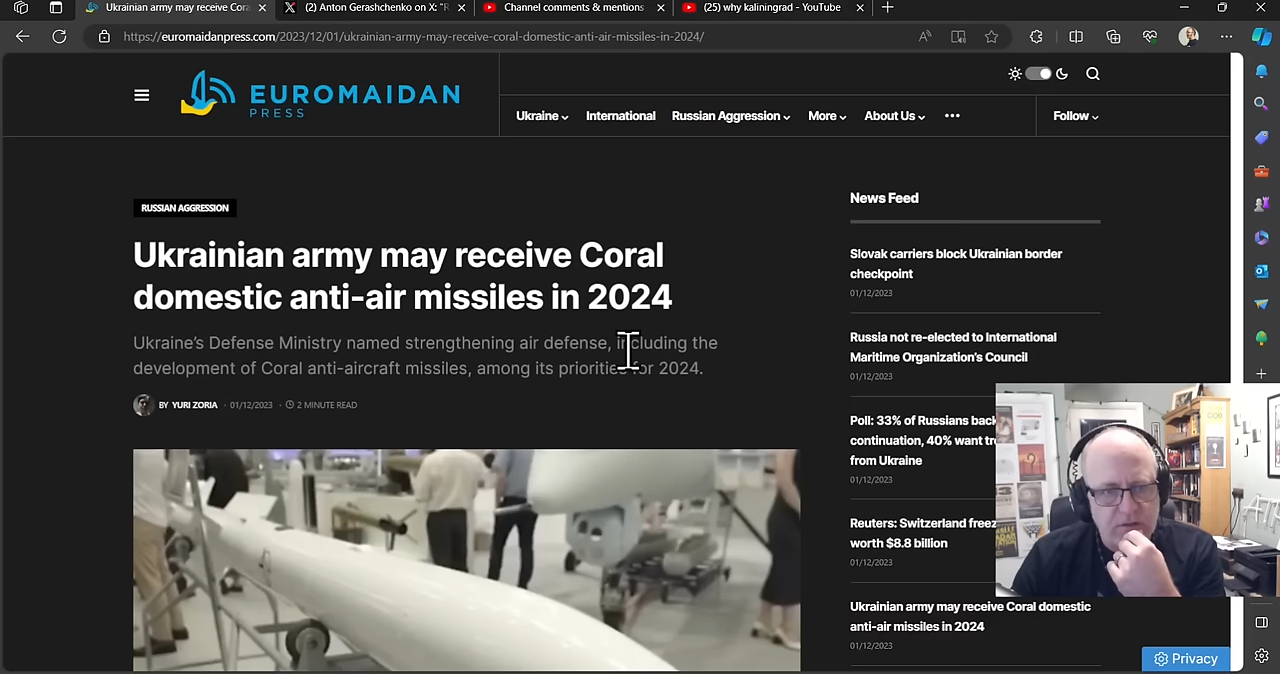 Ukrainian army may receive Cora
(2) Anton Gerashchenko on X: "R
Channel comments & mentions
(25) why kaliningrad - YouTube
https://euromaidanpress.com/2023/12/01/ukrainian-army-may-receive-coral-domestic-anti-air-missiles-in-2024/
EUROMAIDAN
PRESS
Ukraine
International
Russian Aggression
More
About Us
Follow
RUSSIAN AGGRESSION
Ukrainian army may receive Coral
domestic anti-air missiles in 2024
Ukraine's Defense Ministry named strengthening air defense, including the
development of Coral anti-aircraft missiles, among its priorities for 2024.
BY YURI ZORIA · 01/12/2023 · 2 MINUTE READ
News Feed
Slovak carriers block Ukrainian border
checkpoint
01/12/2023
Russia not re-elected to International
Maritime Organization's Council
01/12/2023
Poll: 33% of Russians back
continuation, 40% want tr
from Ukraine
01/12/2023
Reuters: Switzerland freez
worth $8.8 billion
01/12/2023
Ukrainian army may receive Coral domestic
anti-air missiles in 2024
01/12/2023
Privacy